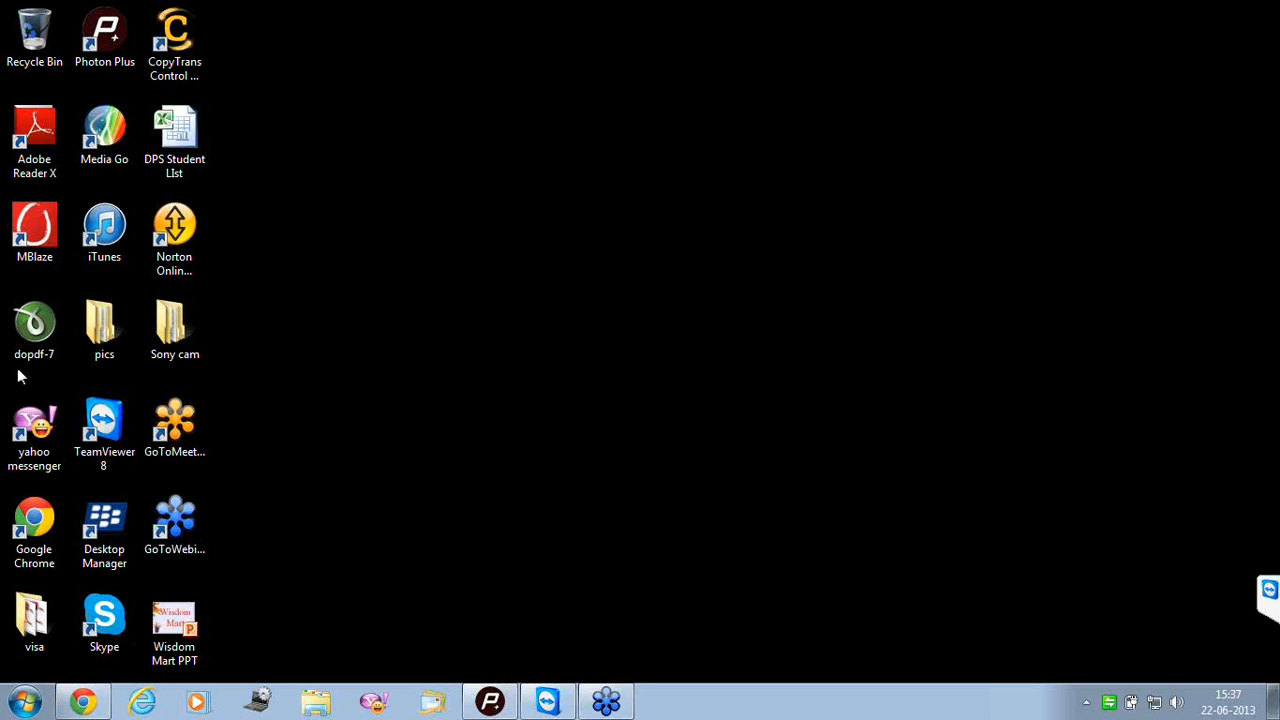 Recycle Bin
Photon Plus
CopyTrans
Control ...
Adobe
Reader X
Media Go
DPS Student
LIst
MBlaze
iTunes
Norton
Onlin...
dopdf-7
pics
Sony cam
yahoo
messenger
TeamViewer
8
GoToMeet...
Google
Chrome
Desktop
Manager
GoToWebi...
visa
Skype
Wisdom
Mart
Wisdom
Mart PPT
15:37
22-06-2013